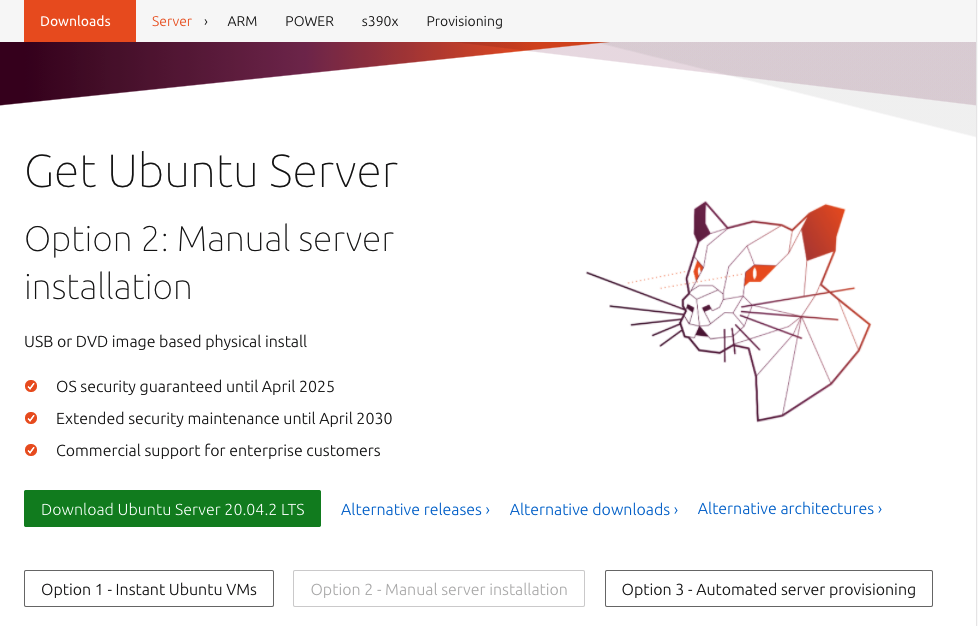 Downloads Server › ARM POWER s390x Provisioning
Get Ubuntu Server
Option 2: Manual server
installation
USB or DVD image based physical install
OS security guaranteed until April 2025
Extended security maintenance until April 2030
Commercial support for enterprise customers
Download Ubuntu Server 20.04.2 LTS Alternative releases › Alternative downloads › Alternative architectures ›
Option 1 - Instant Ubuntu VMs Option 2 - Manual server installation Option 3 - Automated server provisioning